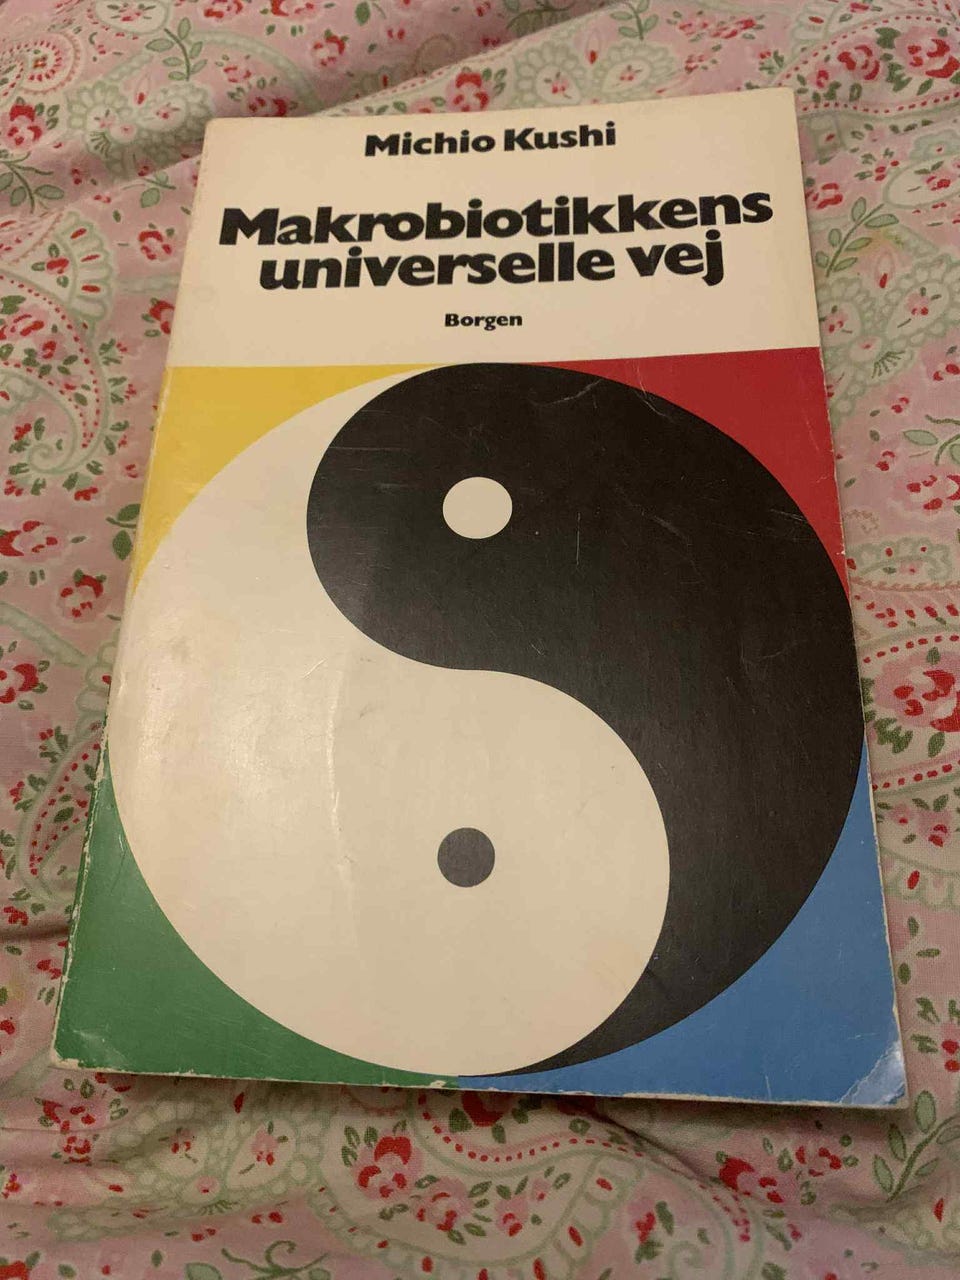 Michio Kushi
Makrobiotikkens
universelle vej
Borgen